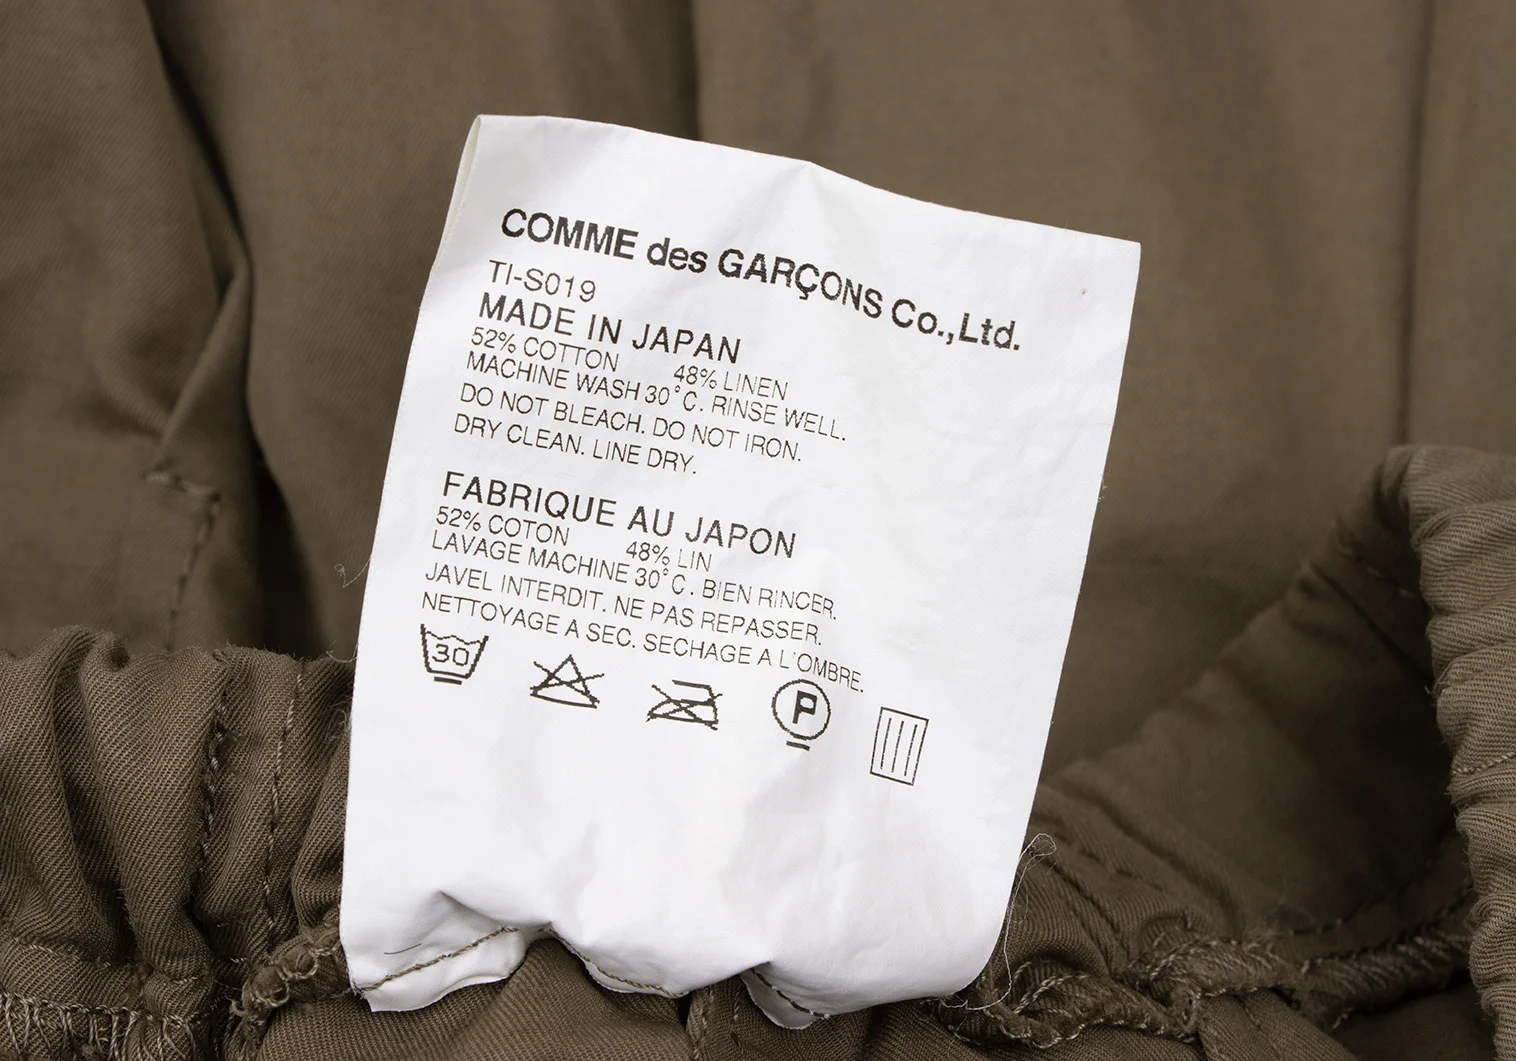 COMME des GARÇONS Co.,Ltd.
TI-S019
MADE IN JAPAN
52% COTTON 48% LINEN
MACHINE WASH 30°C. RINSE WELL.
DO NOT BLEACH. DO NOT IRON.
DRY CLEAN. LINE DRY.
FABRIQUE AU JAPON
52% COTON 48% LIN
LAVAGE MACHINE 30°C. BIEN RINCER.
JAVEL INTERDIT. NE PAS REPASSER.
NETTOYAGE A SEC. SECHAGE A L'OMBRE.
30 P